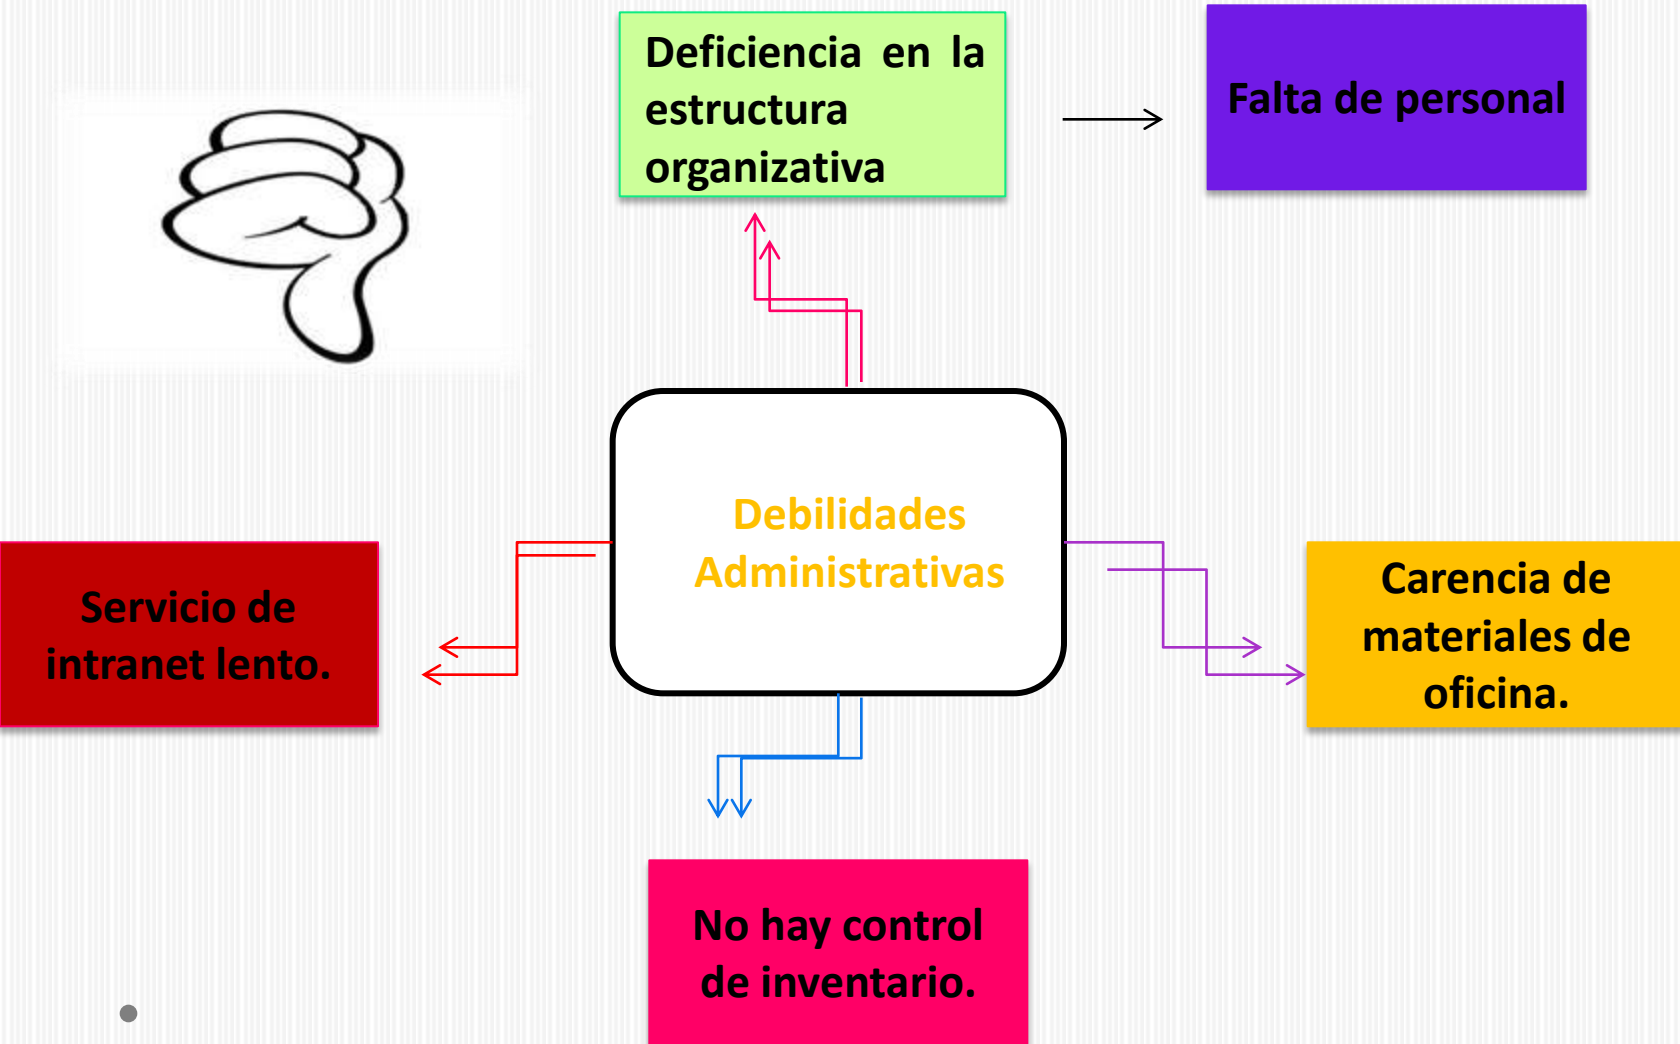 Deficiencia en la
estructura
organizativa
Falta de personal
Debilidades
Administrativas
Servicio de
intranet lento.
Carencia de
materiales de
oficina.
No hay control
de inventario.